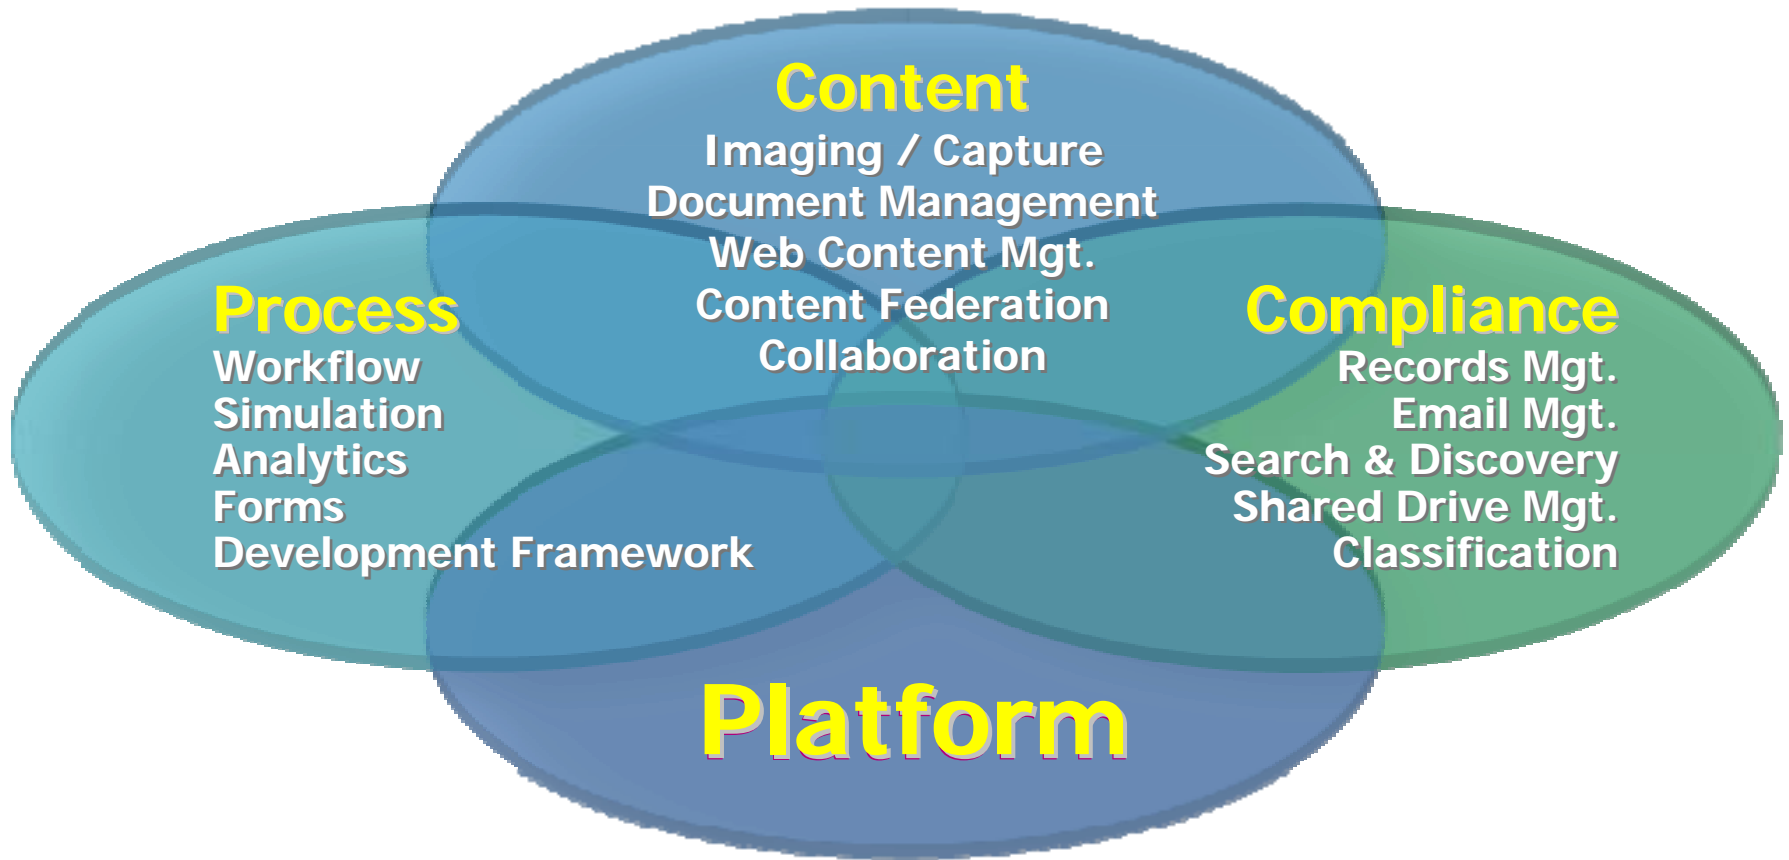 Content
Imaging / Capture
Document Management
Web Content Mgt.
Content Federation
Collaboration
Process
Workflow
Simulation
Analytics
Forms
Development Framework
Compliance
Records Mgt.
Email Mgt.
Search & Discovery
Shared Drive Mgt.
Classification
Platform